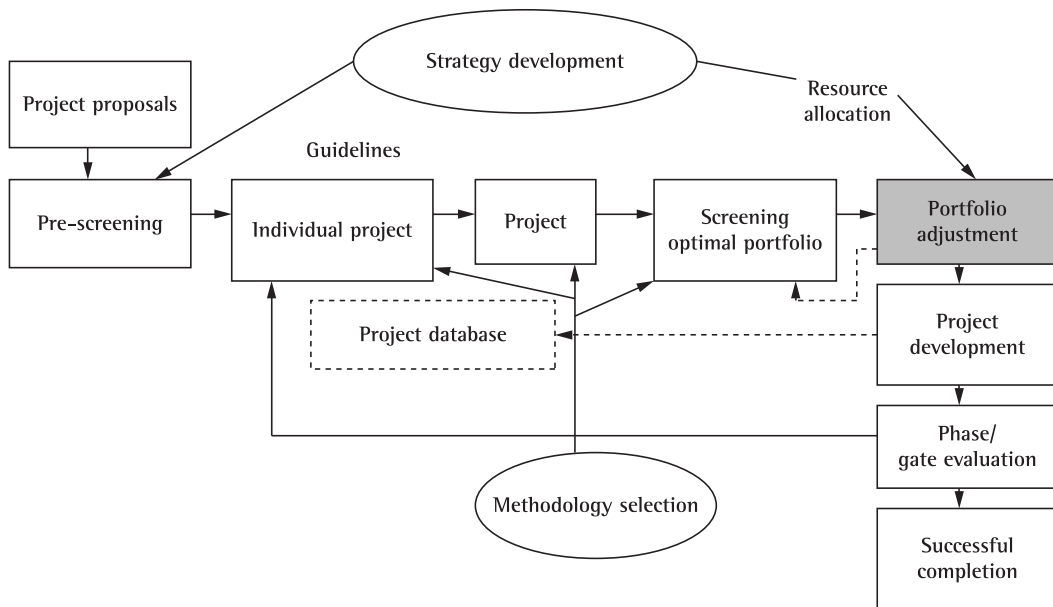 Strategy development
Project proposals
Resource
allocation
Guidelines
Pre-screening
Individual project
Project
Screening
optimal portfolio
Portfolio
adjustment
Project database
Project
development
Phase/
gate evaluation
Methodology selection
Successful
completion